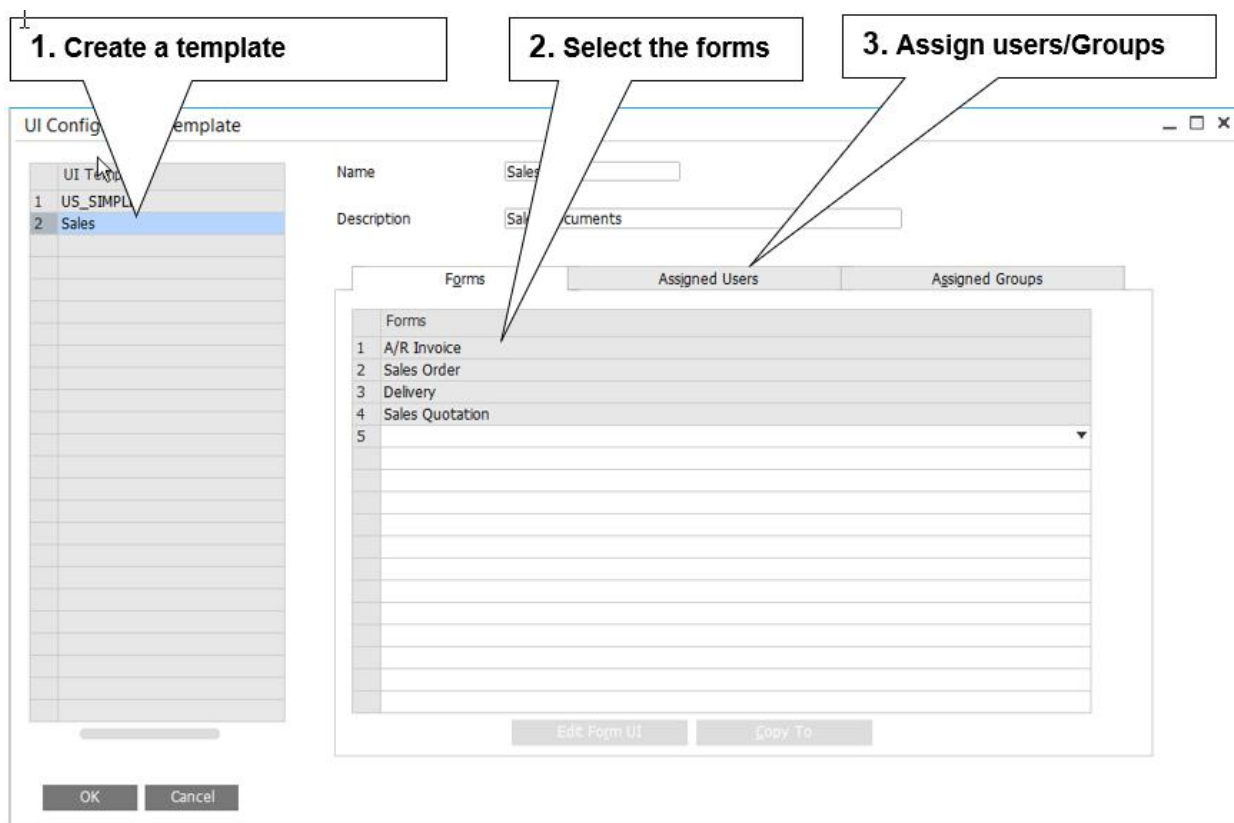 1. Create a template
2. Select the forms
3. Assign users/Groups
UI Config emplate
UI Temp
1 US_SIMPL
2 Sales
Name Sales
Description Sal cuments
Forms Assigned Users Assigned Groups
Forms
1 A/R Invoice
2 Sales Order
3 Delivery
4 Sales Quotation
5
Edit Form UI Copy To
OK Cancel